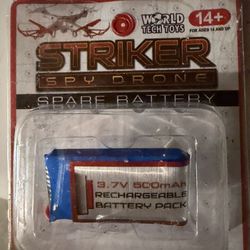 WORLD
TECH TOYS
14+
FOR AGES 14 AND UP
STRIKER
SPY DRONE
SPARE BATTERY
3.7V 500mAh
RECHARGEABLE
BATTERY PACK